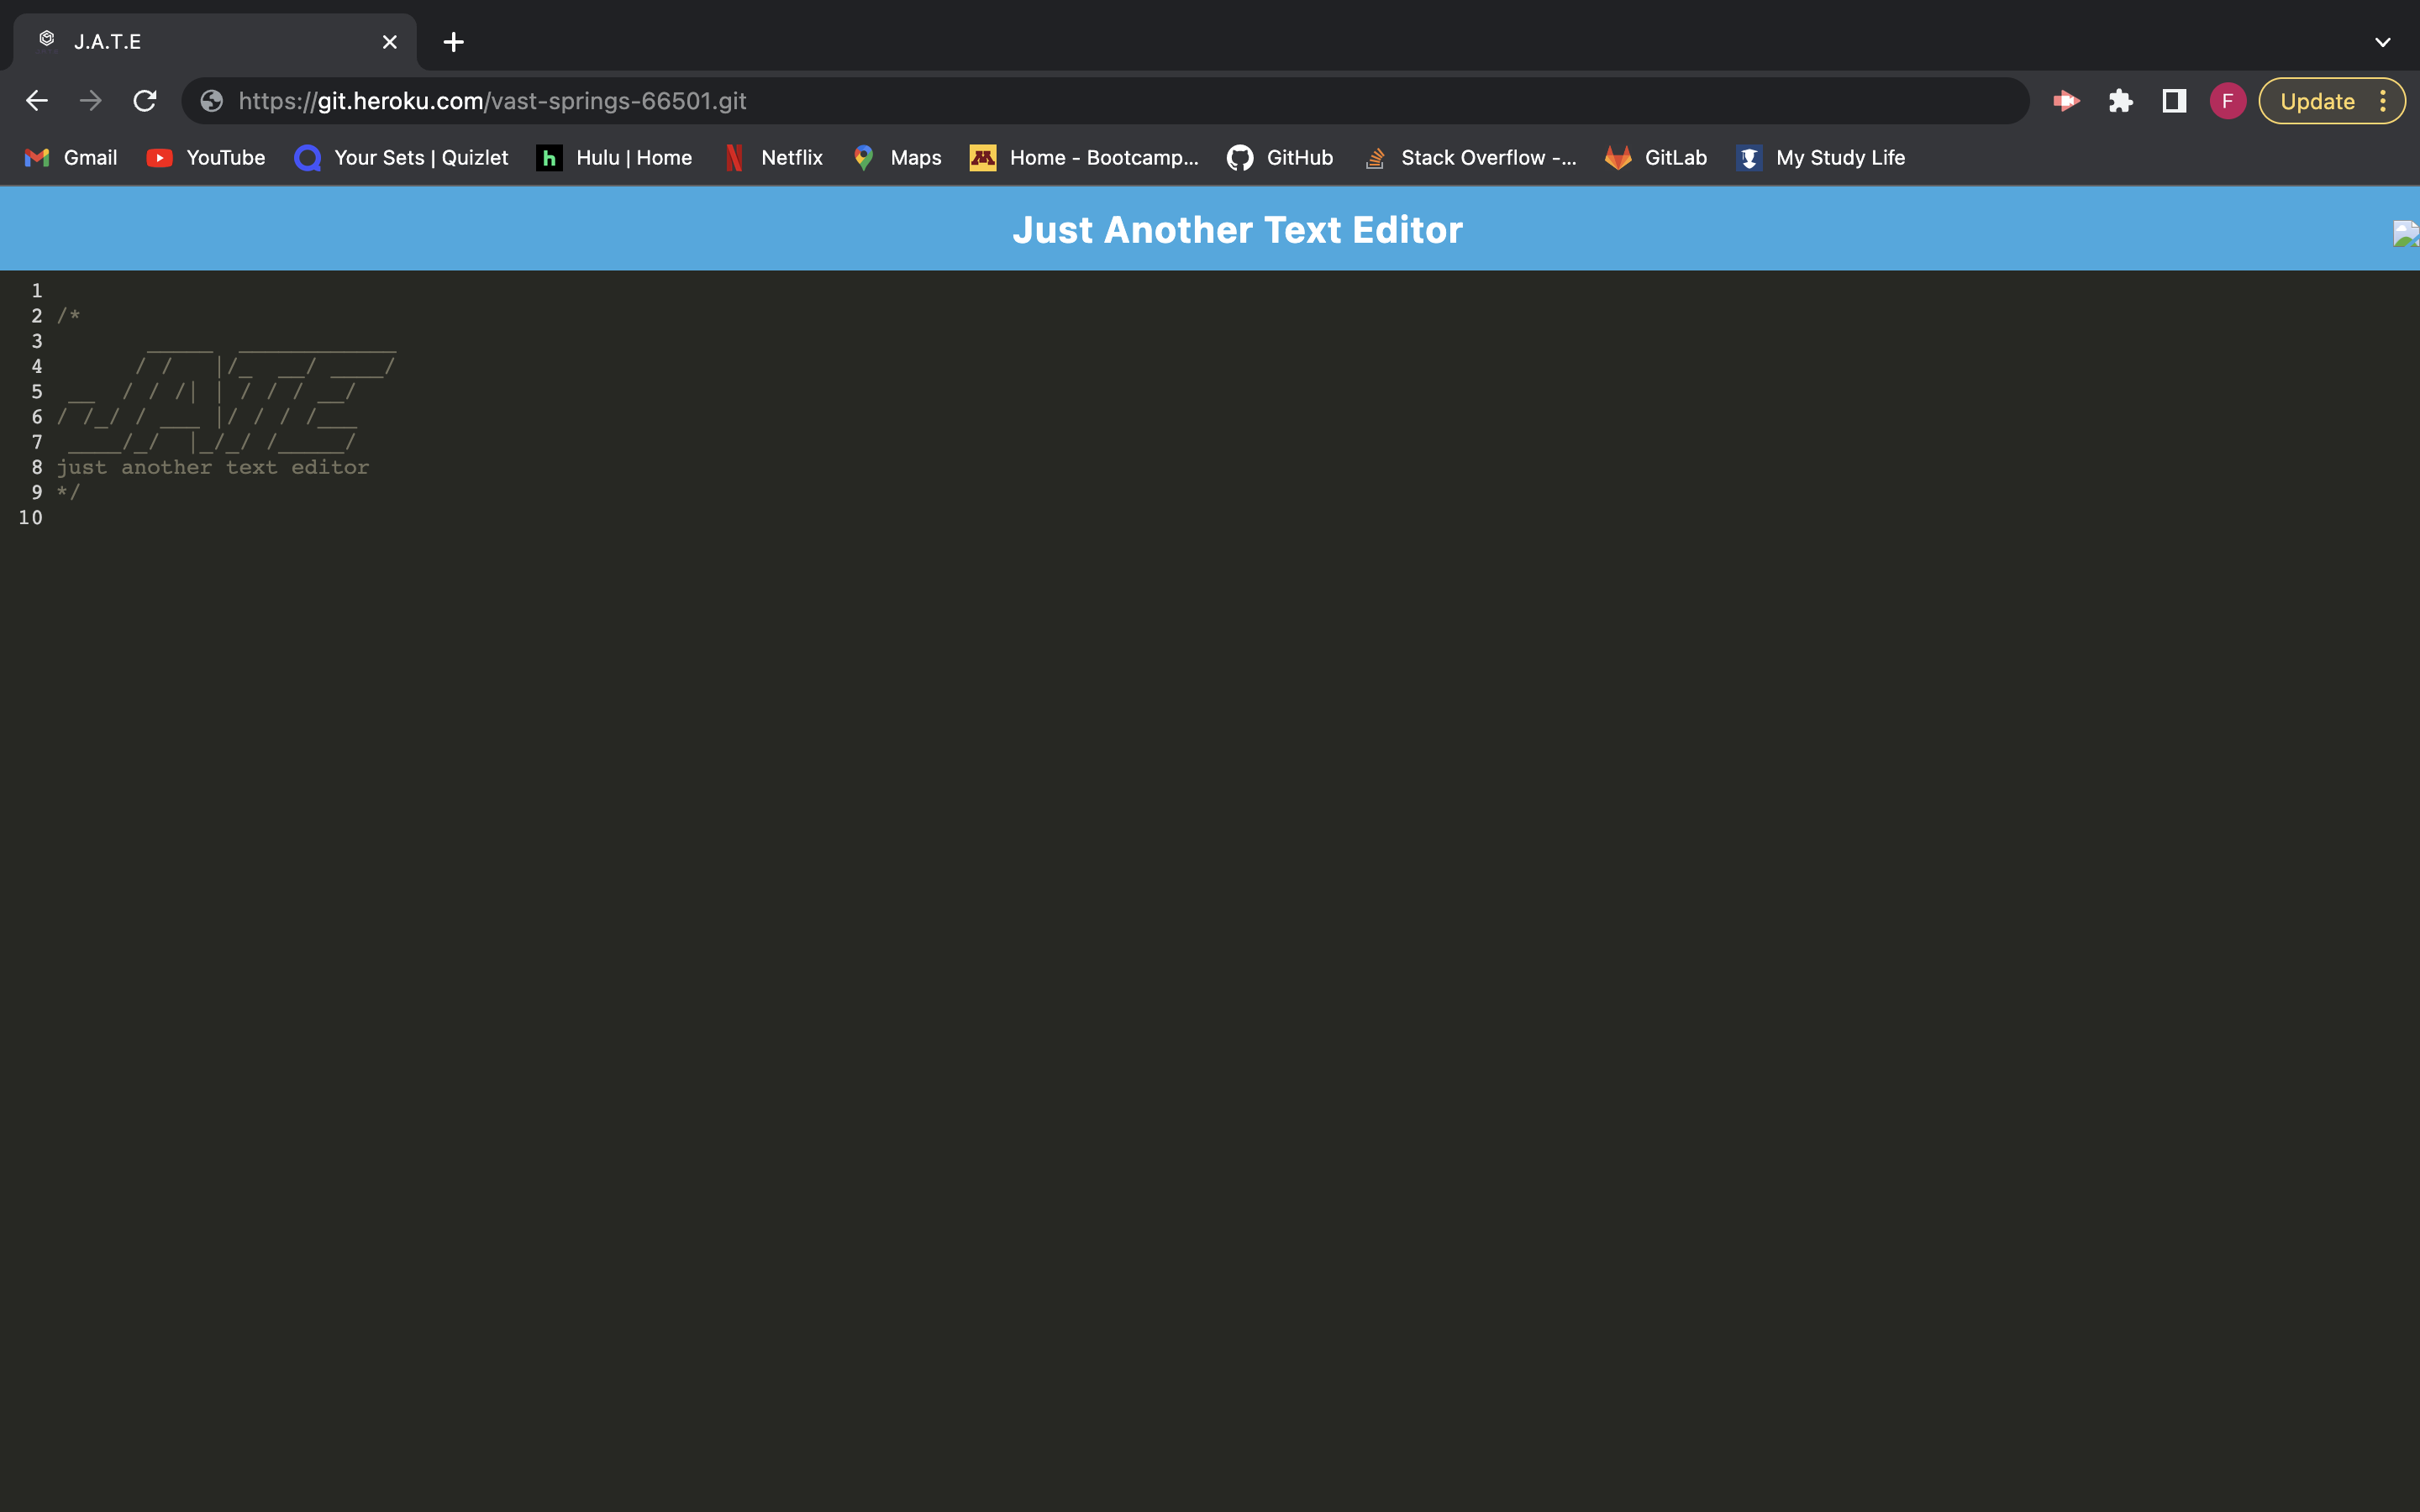 J.A.T.E
https://git.heroku.com/vast-springs-66501.git
F
Update
Gmail YouTube Your Sets | Quizlet h Hulu | Home Netflix Maps Home - Bootcamp... GitHub Stack Overflow -... GitLab My Study Life
Just Another Text Editor
1
2 /*
3        _____  ____________
4       / /   |/_  __/ ____/
5  __  / / /| | / / / __/
6 / /_/ / ___ |/ / / /___
7  ____/_/  |_/_/ /_____/
8 just another text editor
9 */
10